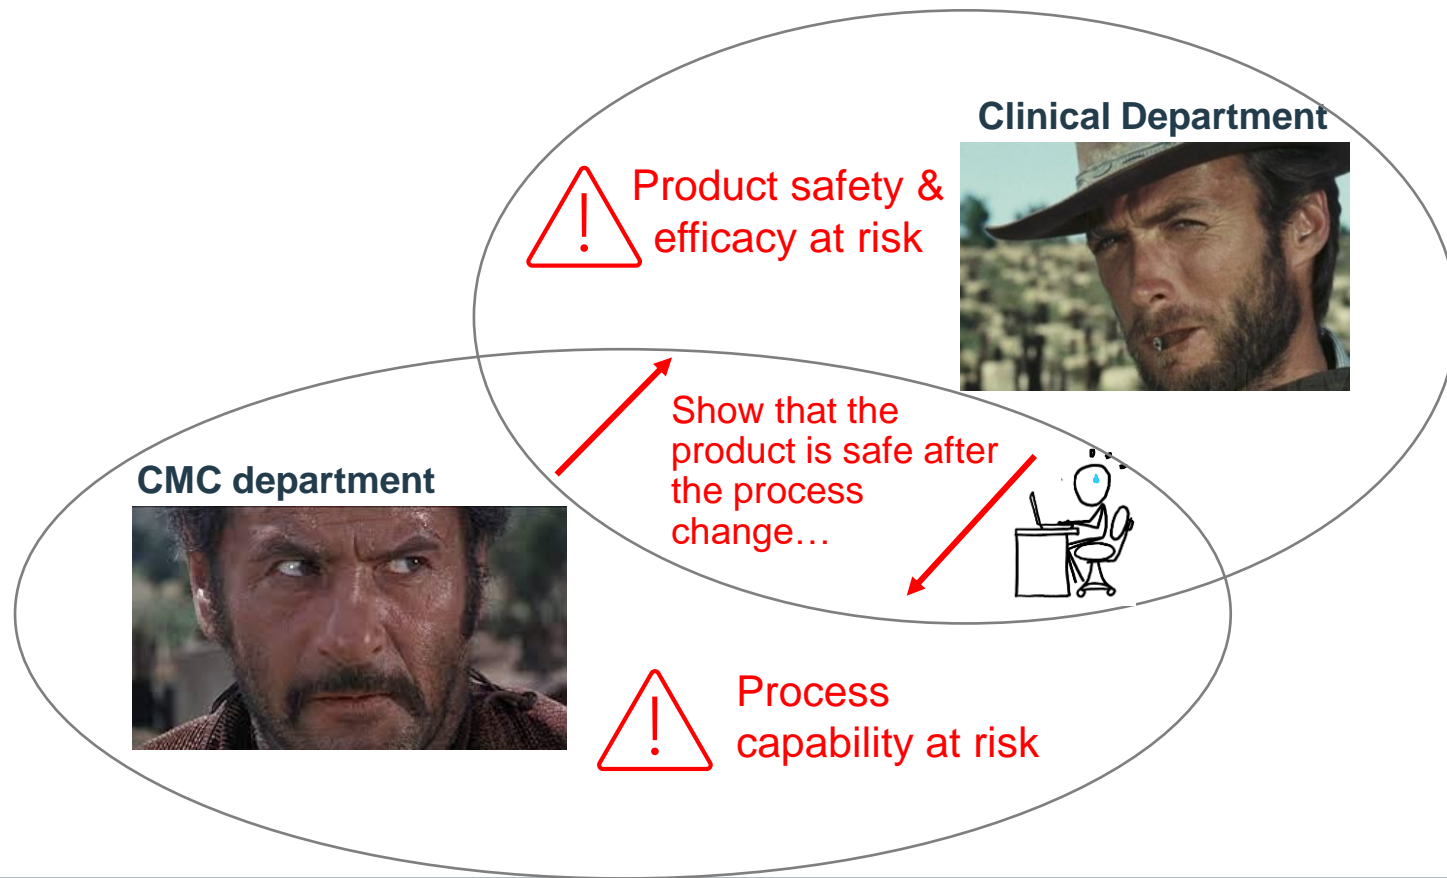 Clinical Department
Product safety &
efficacy at risk
Show that the
product is safe after
the process
change…
CMC department
Process
capability at risk